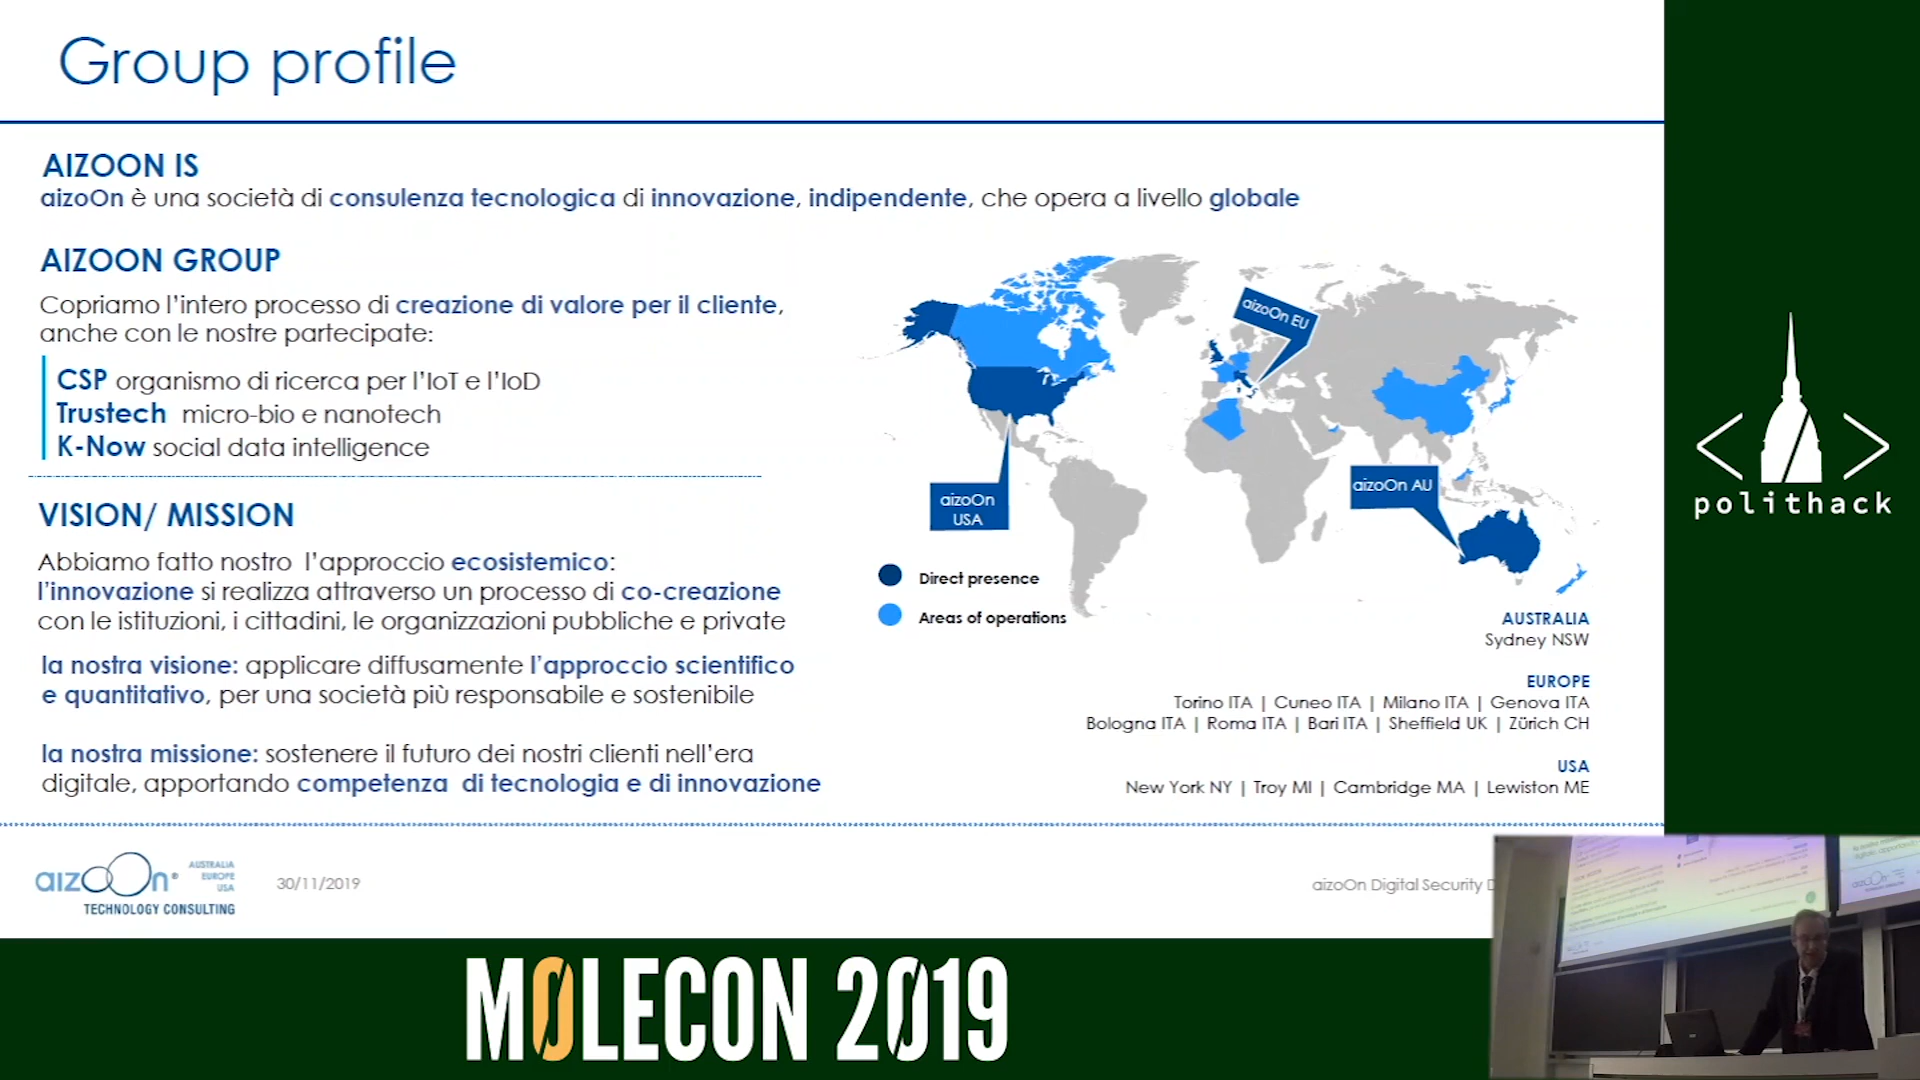 Group profile
AIZOON IS
aizoOn è una società di consulenza tecnologica di innovazione, indipendente, che opera a livello globale
AIZOON GROUP
Copriamo l'intero processo di creazione di valore per il cliente,
anche con le nostre partecipate:
CSP organismo di ricerca per l'IoT e l'IoD
Trustech micro-bio e nanotech
K-Now social data intelligence
VISION/ MISSION
Abbiamo fatto nostro l'approccio ecosistemico:
l'innovazione si realizza attraverso un processo di co-creazione
con le istituzioni, i cittadini, le organizzazioni pubbliche e private
la nostra visione: applicare diffusamente l'approccio scientifico
e quantitativo, per una società più responsabile e sostenibile
la nostra missione: sostenere il futuro dei nostri clienti nell'era
digitale, apportando competenza di tecnologia e di innovazione
aizoOn EU
aizoOn
USA
aizoOn AU
Direct presence
Areas of operations
AUSTRALIA
Sydney NSW
EUROPE
Torino ITA | Cuneo ITA | Milano ITA | Genova ITA
Bologna ITA | Roma ITA | Bari ITA | Sheffield UK | Zürich CH
USA
New York NY | Troy MI | Cambridge MA | Lewiston ME
aizoOn®
AUSTRALIA
EUROPE
USA
TECHNOLOGY CONSULTING
30/11/2019
aizoOn Digital Security
polithack
MOLECON 2019